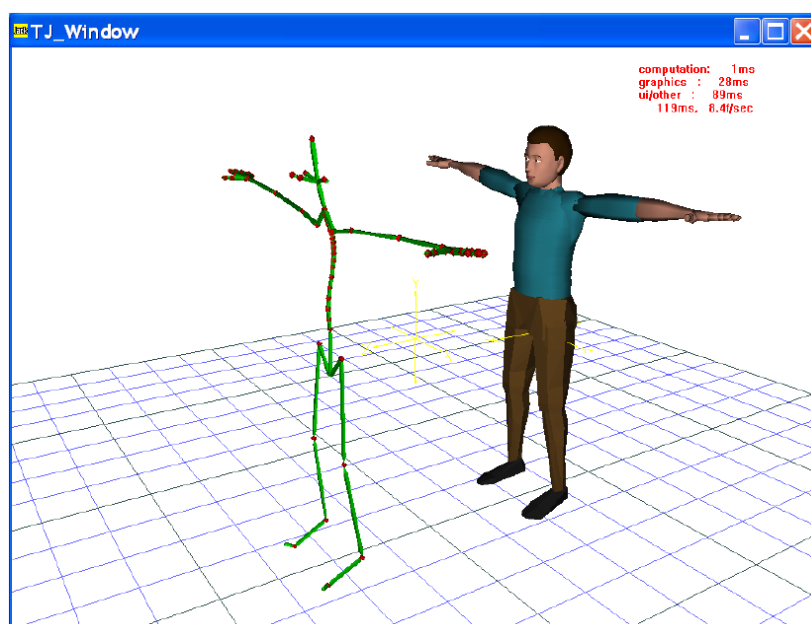 TJ_Window
computation: 1ms
graphics : 28ms
ui/other : 89ms
119ms, 8.4f/sec